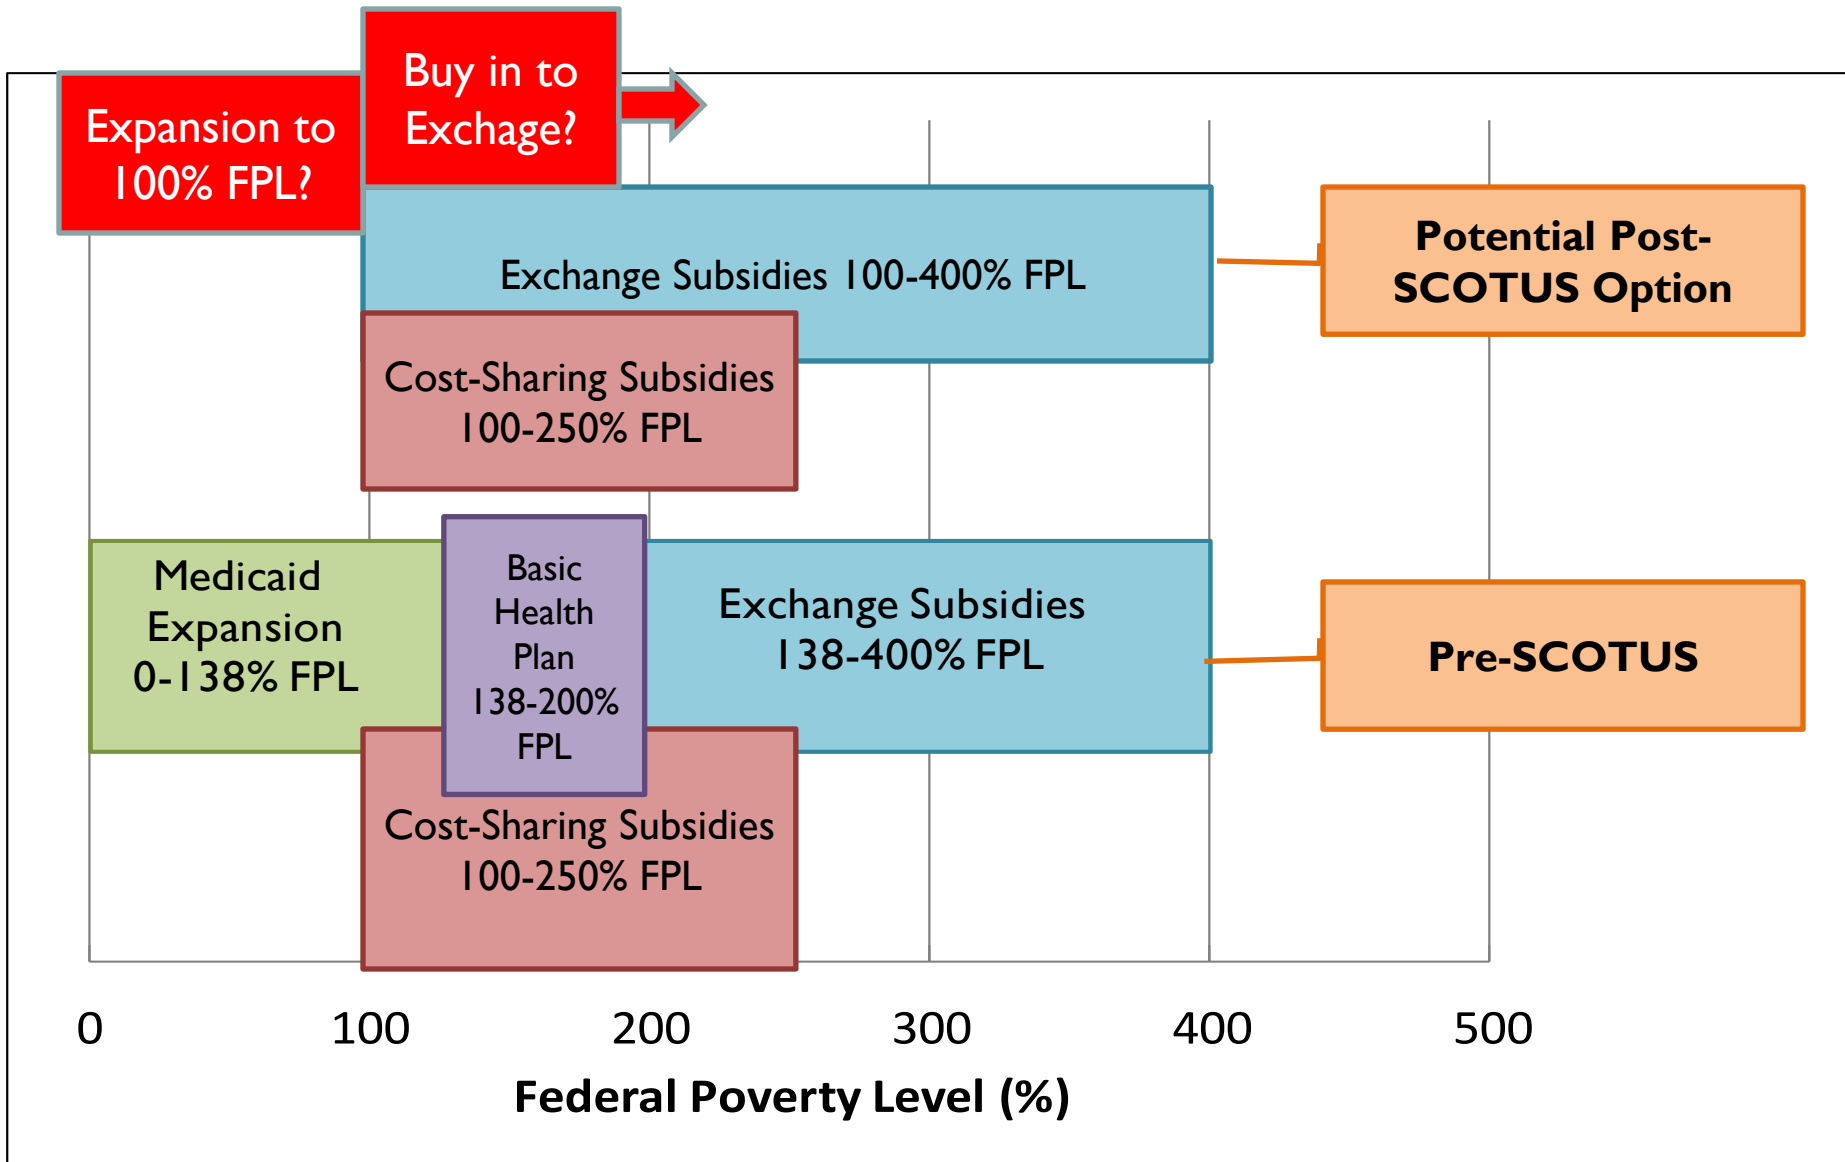 Buy in to
Exchage?
Expansion to
100% FPL?
Exchange Subsidies 100-400% FPL
Potential Post-
SCOTUS Option
Cost-Sharing Subsidies
100-250% FPL
Medicaid
Expansion
0-138% FPL
Basic
Health
Plan
138-200%
FPL
Exchange Subsidies
138-400% FPL
Pre-SCOTUS
Cost-Sharing Subsidies
100-250% FPL
0
100
200
300
400
500
Federal Poverty Level (%)